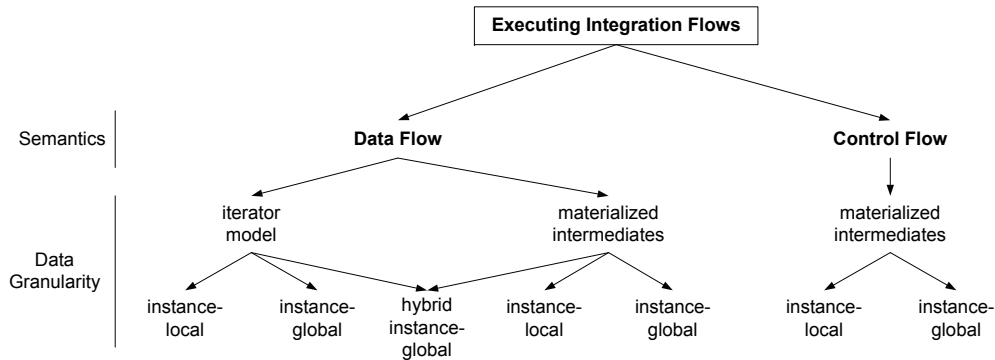 Executing Integration Flows
Semantics
Data Flow
Control Flow
Data
Granularity
iterator
model
materialized
intermediates
materialized
intermediates
instance-
local
instance-
global
hybrid
instance-
global
instance-
local
instance-
global
instance-
local
instance-
global